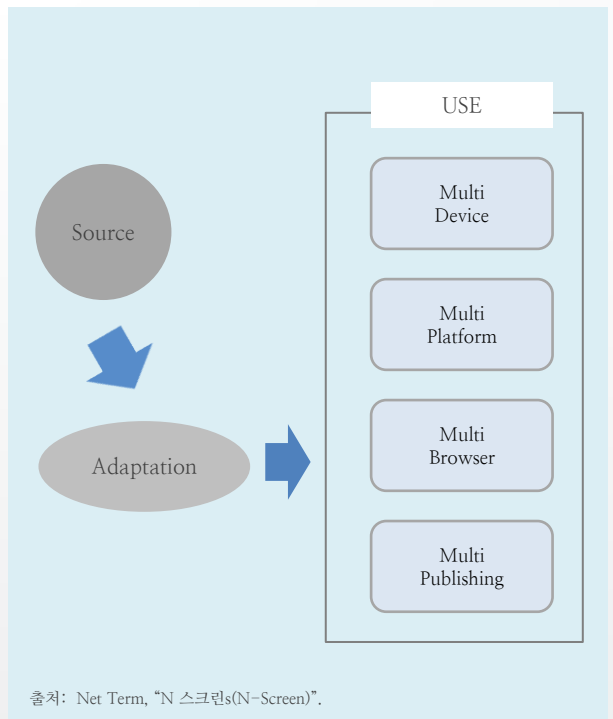 USE
Source
Multi
Device
Multi
Platform
Adaptation
Multi
Browser
Multi
Publishing
출처: Net Term, “N 스크린s(N-Screen)”.